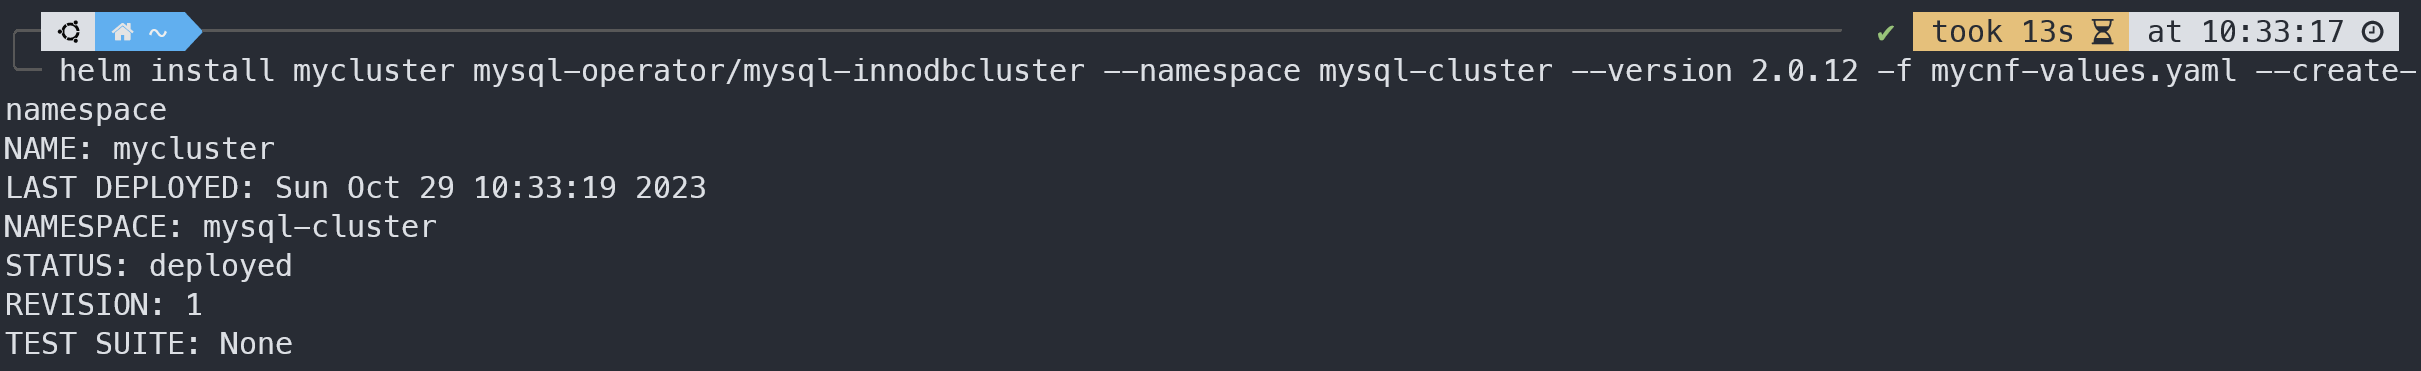 ~ ✔ took 13s at 10:33:17
helm install mycluster mysql-operator/mysql-innodbcluster --namespace mysql-cluster --version 2.0.12 -f mycnf-values.yaml --create-
namespace
NAME: mycluster
LAST DEPLOYED: Sun Oct 29 10:33:19 2023
NAMESPACE: mysql-cluster
STATUS: deployed
REVISION: 1
TEST SUITE: None